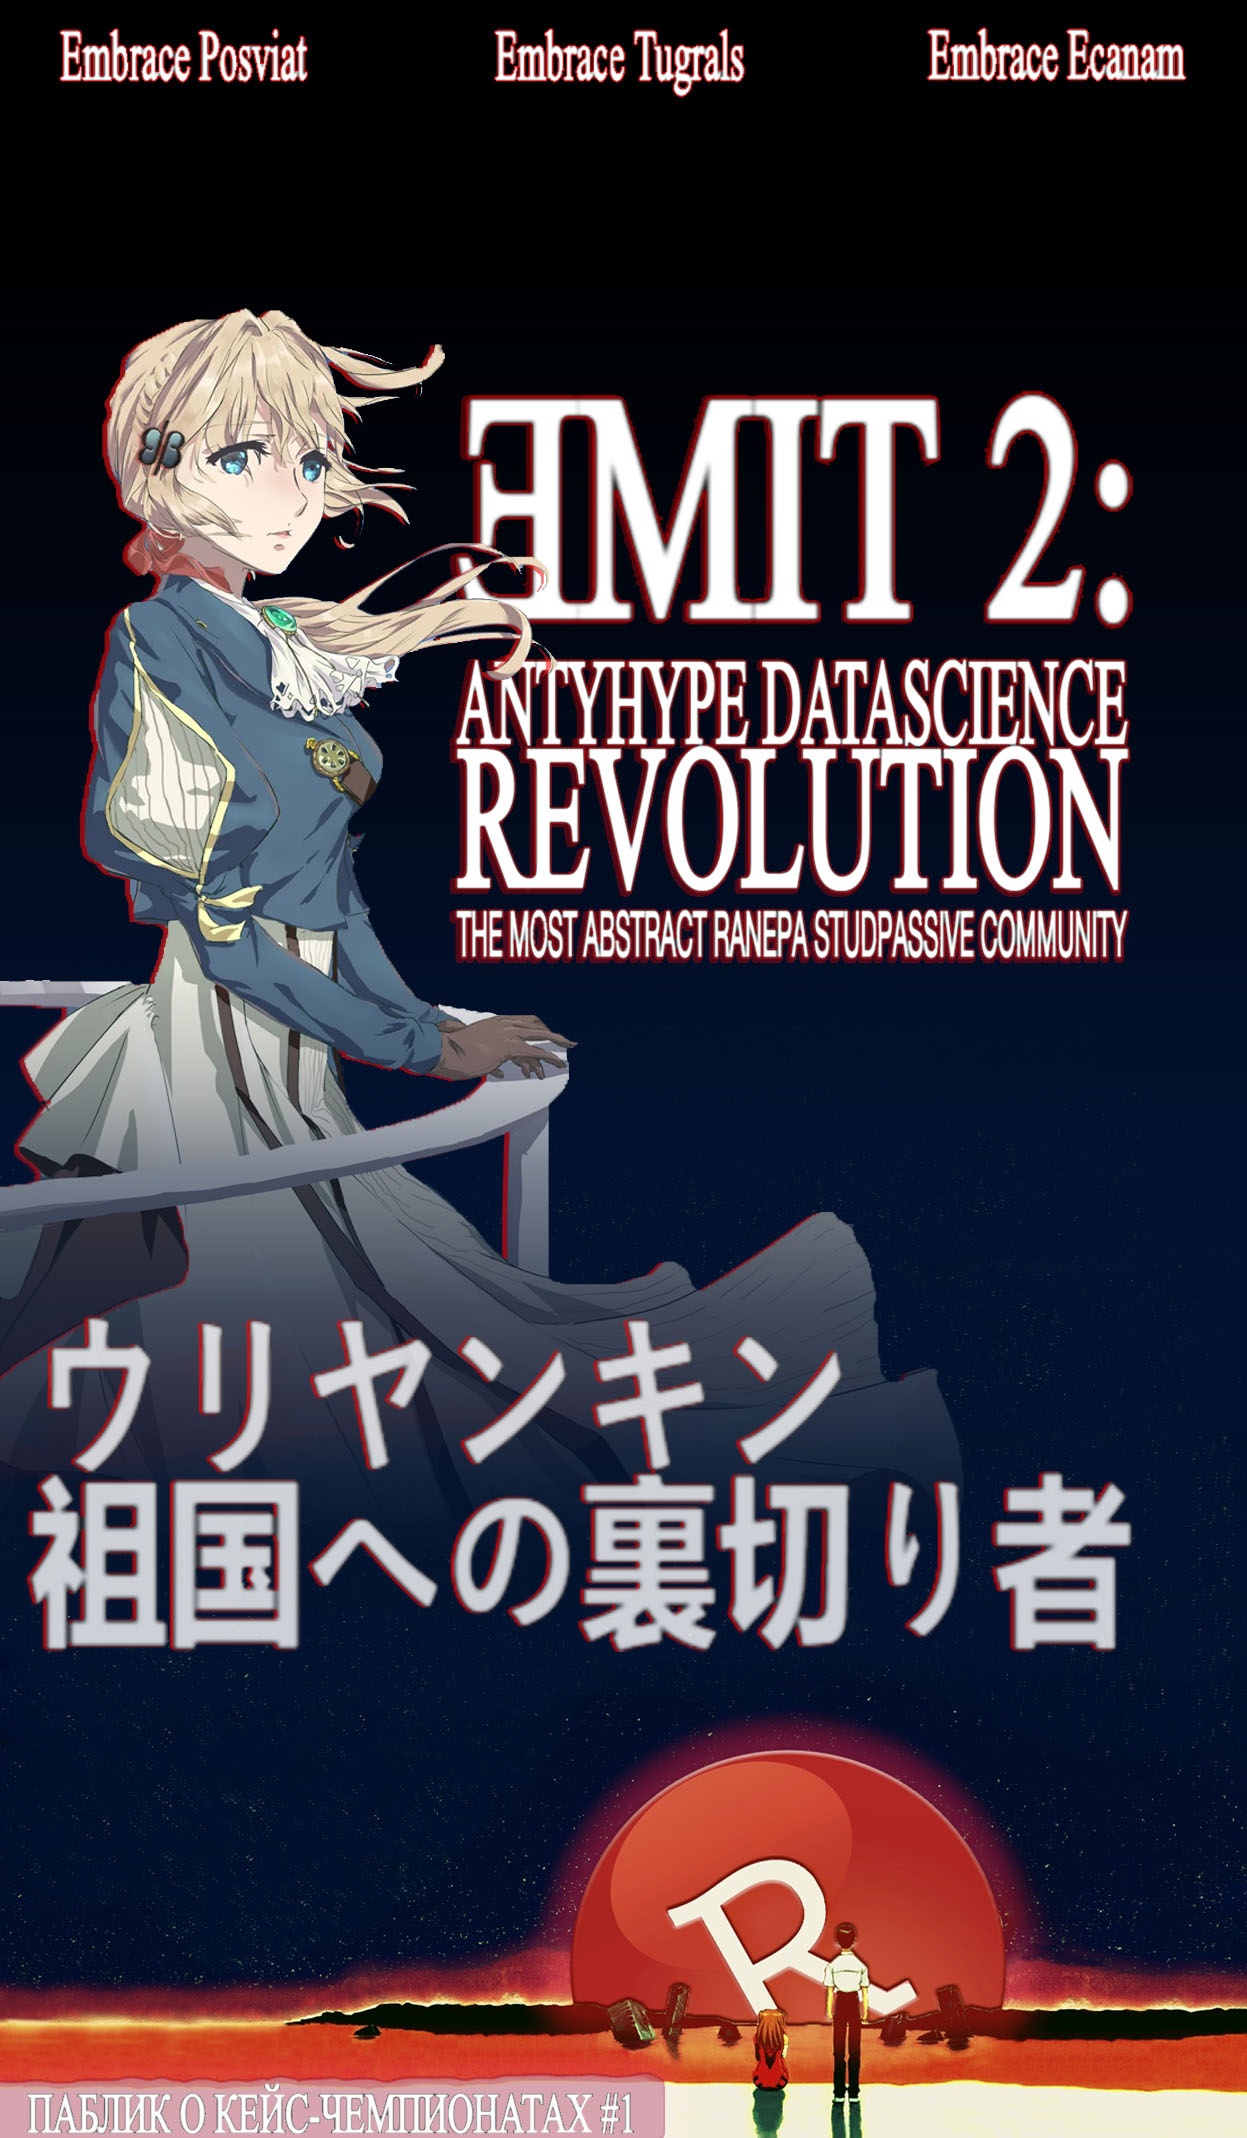 Embrace Posviat
Embrace Tugrals
Embrace Ecanam
ƎMIT 2:
ANTYHYPE DATASCIENCE
REVOLUTION
THE MOST ABSTRACT RANEPA STUDPASSIVE COMMUNITY
ウリヤンキン
祖国への裏切り者
R
ПАБЛИК О КЕЙС-ЧЕМПИОНАТАХ #1